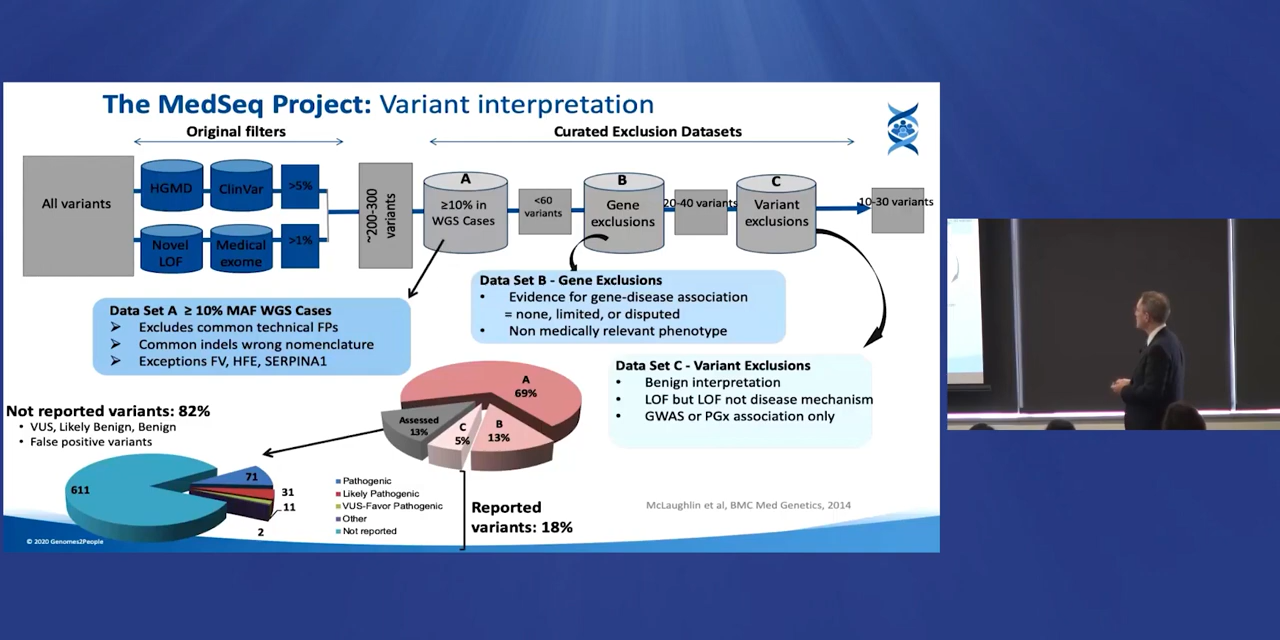 The MedSeq Project: Variant interpretation
Original filters
Curated Exclusion Datasets
All variants
HGMD
ClinVar
>5%
Novel
LOF
Medical
exome
>1%
~200-300
variants
A
≥10% in
WGS Cases
<60
variants
B
Gene
exclusions
20-40 variants
C
Variant
exclusions
10-30 variants
Data Set A ≥ 10% MAF WGS Cases
➢ Excludes common technical FPs
➢ Common indels wrong nomenclature
➢ Exceptions FV, HFE, SERPINA1
Data Set B - Gene Exclusions
• Evidence for gene-disease association
= none, limited, or disputed
• Non medically relevant phenotype
Data Set C - Variant Exclusions
• Benign interpretation
• LOF but LOF not disease mechanism
• GWAS or PGx association only
A
69%
B
13%
C
5%
Assessed
13%
Not reported variants: 82%
• VUS, Likely Benign, Benign
• False positive variants
611
71
31
11
2
Pathogenic
Likely Pathogenic
VUS-Favor Pathogenic
Other
Not reported
Reported
variants: 18%
McLaughlin et al, BMC Med Genetics, 2014
© 2020 Genomes2People